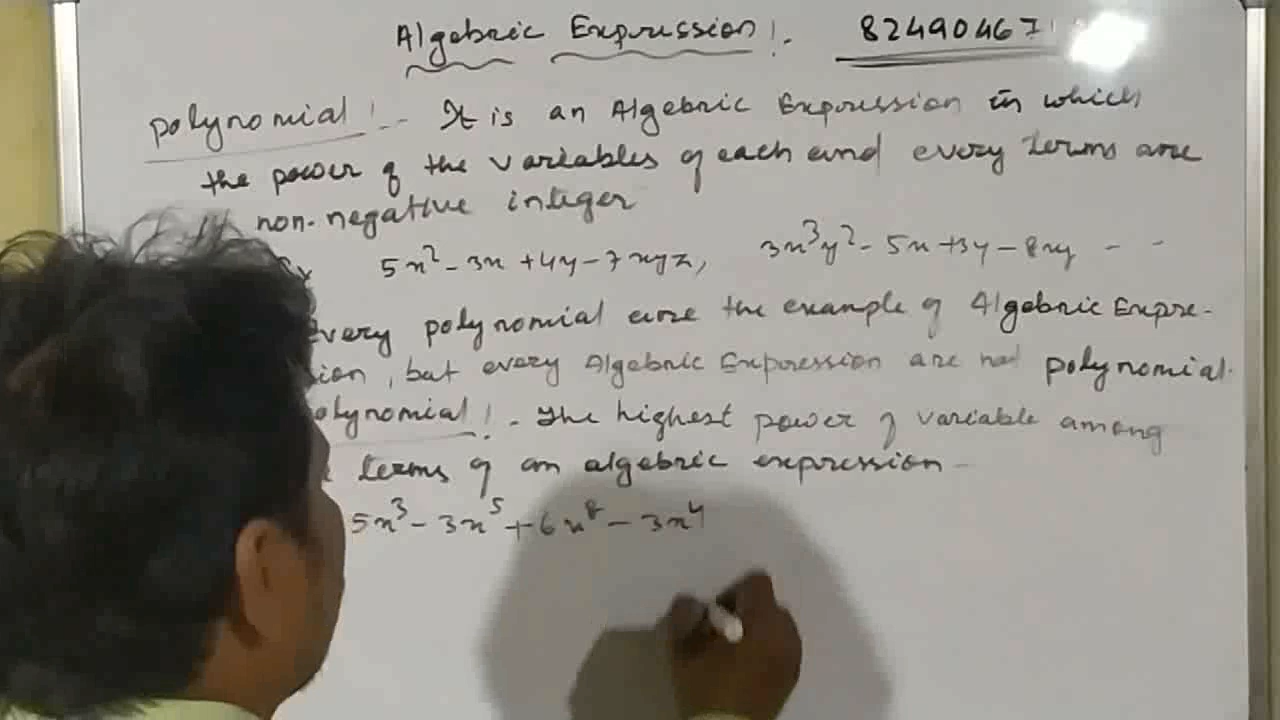 Algebric Expression!. 82490467
polynomial!-. It is an Algebric Expression in which
the power of the variables of each and every terms are
non-negative integer
5x² - 3x + 4y - 7xyz, 3x³y² - 5x + 3y - 8xy - -
every polynomial are the example of Algebric Expre-
sion, but every Algebric Expression are not polynomial.
olynomial!-. The highest power of variable among
terms of an algebric expression -
5x³ - 3x⁵ + 6x⁸ - 3x⁴